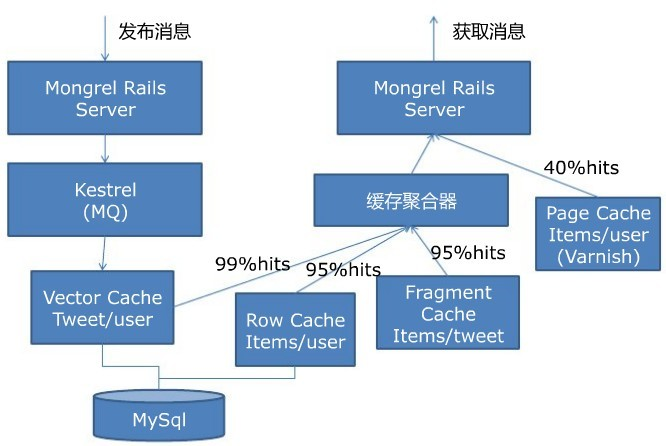 发布消息
获取消息
Mongrel Rails
Server
Mongrel Rails
Server
Kestrel
(MQ)
40%hits
缓存聚合器
Page Cache
Items/user
(Varnish)
99%hits
95%hits
95%hits
Vector Cache
Tweet/user
Row Cache
Items/user
Fragment
Cache
Items/tweet
MySql